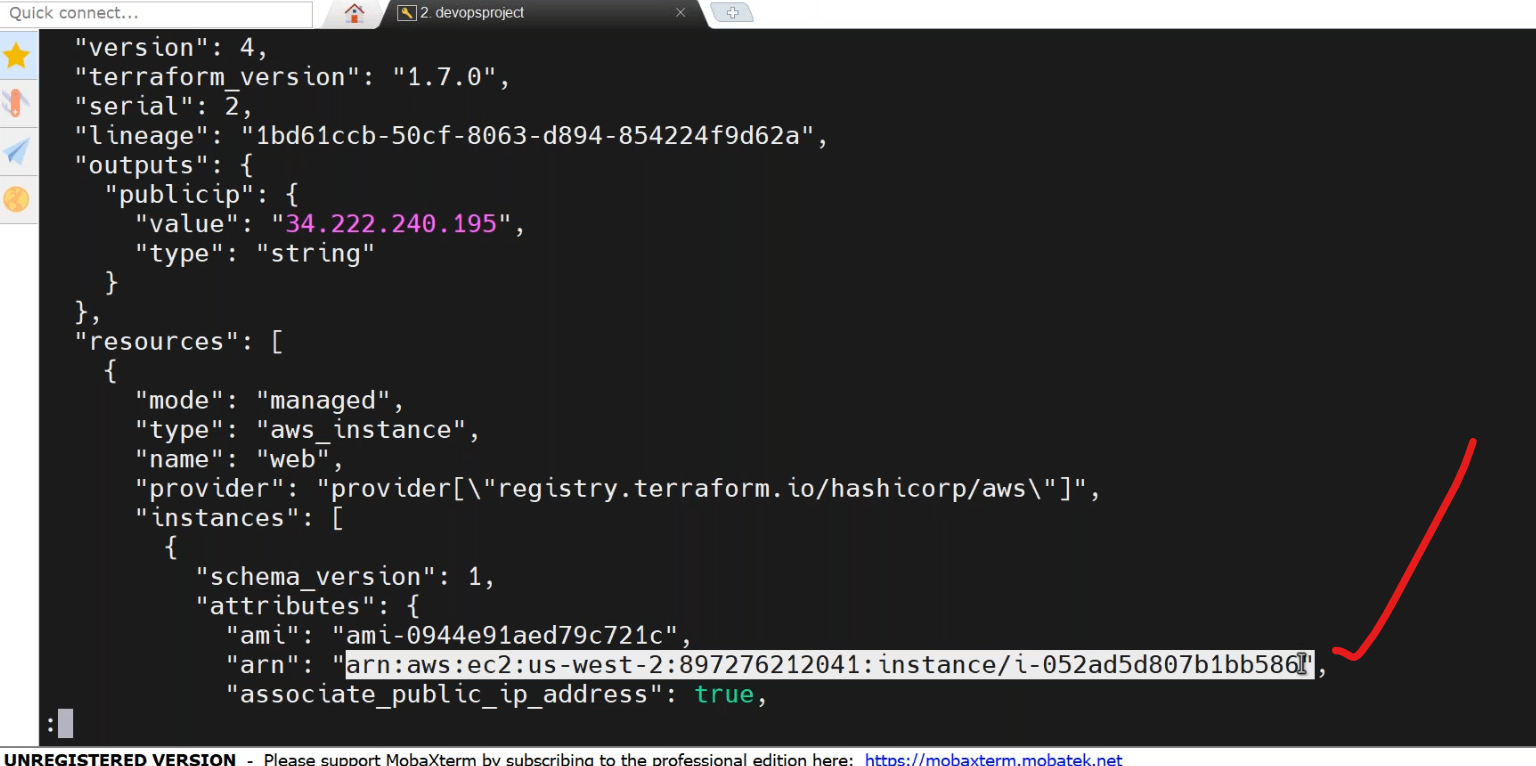 Quick connect...
2. devopsproject
"version": 4,
"terraform_version": "1.7.0",
"serial": 2,
"lineage": "1bd61ccb-50cf-8063-d894-854224f9d62a",
"outputs": {
"publicip": {
"value": "34.222.240.195",
"type": "string"
}
},
"resources": [
{
"mode": "managed",
"type": "aws_instance",
"name": "web",
"provider": "provider[\"registry.terraform.io/hashicorp/aws\"]",
"instances": [
{
"schema_version": 1,
"attributes": {
"ami": "ami-0944e91aed79c721c",
"arn": "arn:aws:ec2:us-west-2:897276212041:instance/i-052ad5d807b1bb586",
"associate_public_ip_address": true,
:
UNREGISTERED VERSION - Please support MobaXterm by subscribing to the professional edition here: https://mobaxterm.mobatek.net